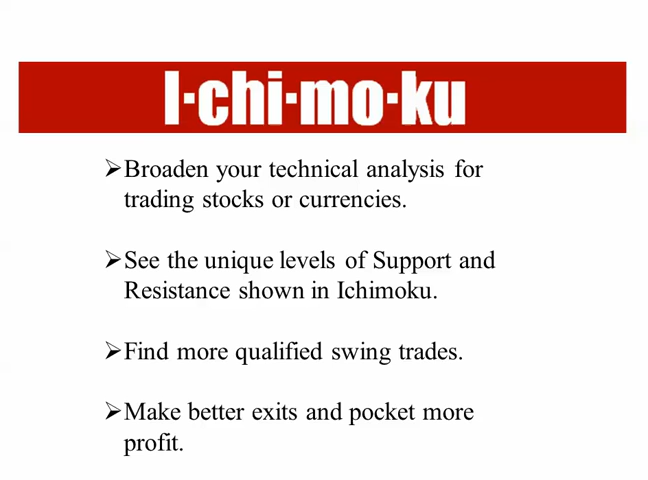 I·chi·mo·ku
➢Broaden your technical analysis for
trading stocks or currencies.
➢See the unique levels of Support and
Resistance shown in Ichimoku.
➢Find more qualified swing trades.
➢Make better exits and pocket more
profit.